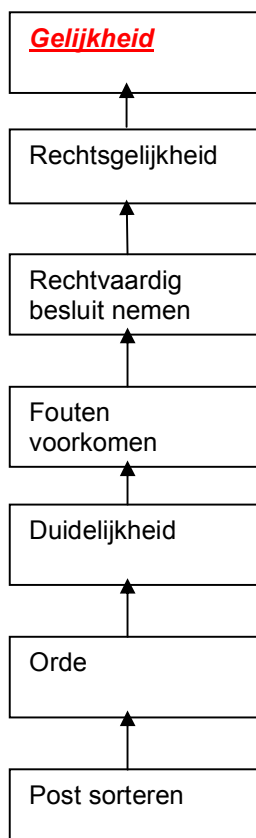 Gelijkheid
Rechtsgelijkheid
Rechtvaardig
besluit nemen
Fouten
voorkomen
Duidelijkheid
Orde
Post sorteren